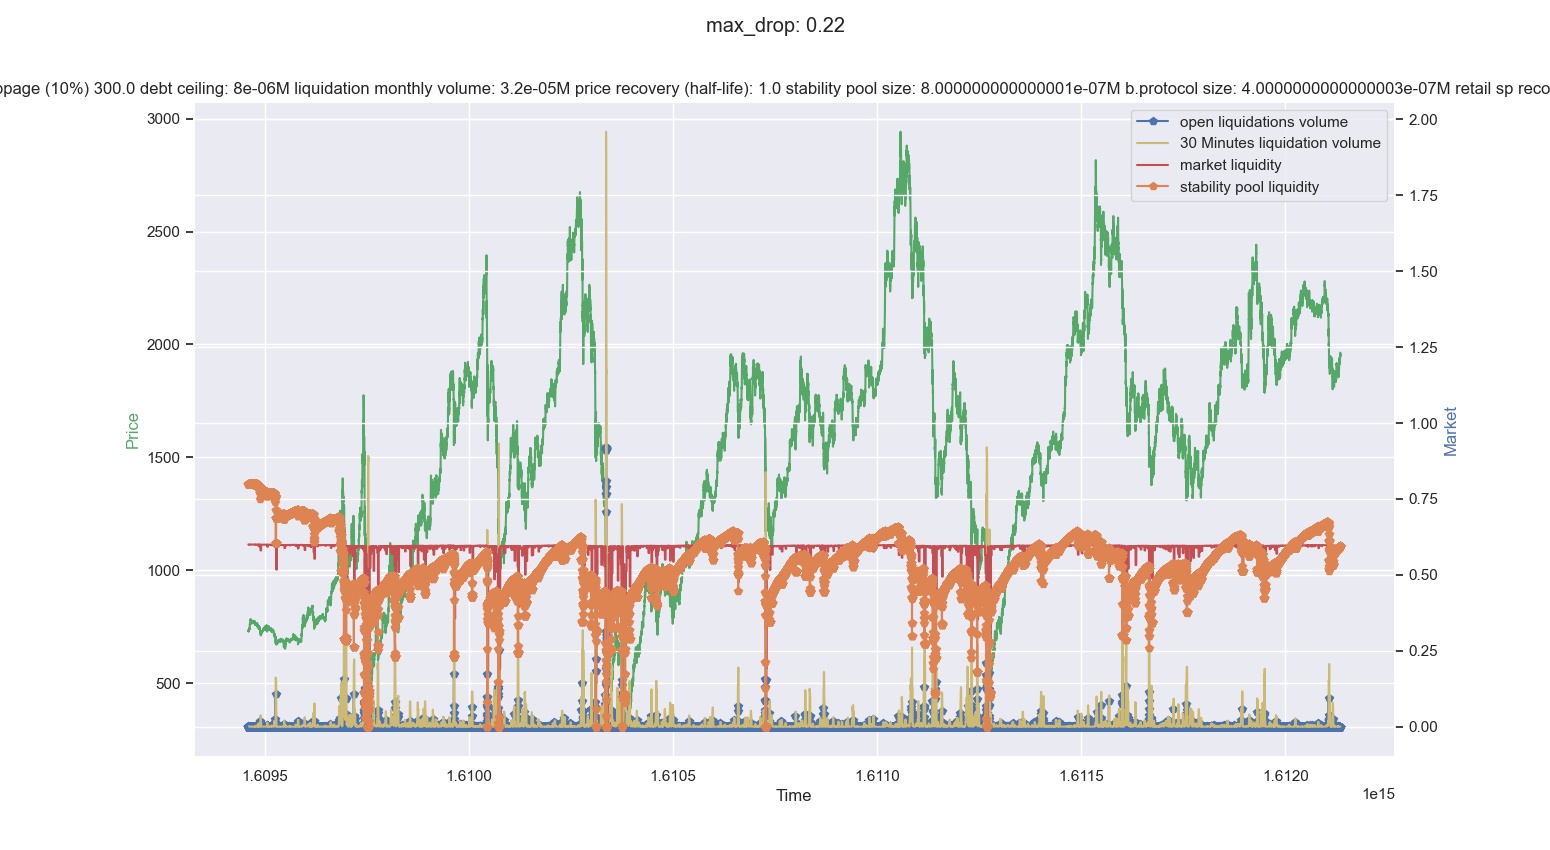 max_drop: 0.22
page (10%) 300.0 debt ceiling: 8e-06M liquidation monthly volume: 3.2e-05M price recovery (half-life): 1.0 stability pool size: 8.000000000000001e-07M b.protocol size: 4.0000000000000003e-07M retail sp reco
open liquidations volume
30 Minutes liquidation volume
market liquidity
stability pool liquidity
Price
3000
2500
2000
1500
1000
500
2.00
1.75
1.50
1.25
1.00
0.75
0.50
0.25
0.00
Market
1.6095 1.6100 1.6105 1.6110 1.6115 1.6120
Time
1e15